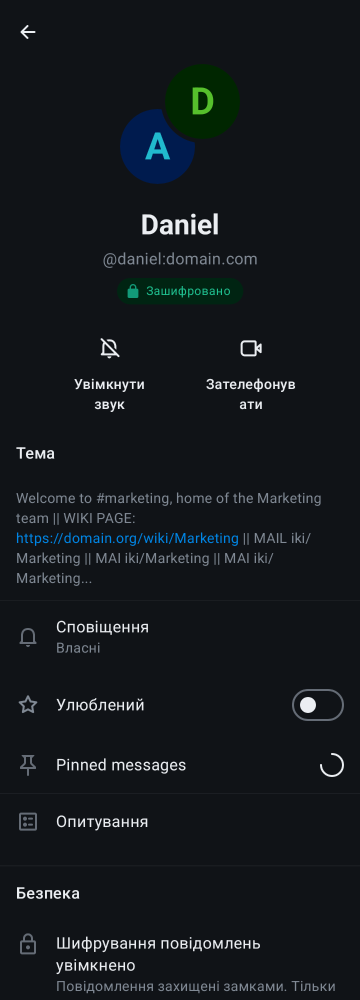 D
A
Daniel
@daniel:domain.com
Зашифровано
Увімкнути
звук
Зателефонув
ати
Тема
Welcome to #marketing, home of the Marketing
team || WIKI PAGE:
https://domain.org/wiki/Marketing || MAIL iki/
Marketing || MAI iki/Marketing || MAI iki/
Marketing...
Сповіщення
Власні
Улюблений
Pinned messages
Опитування
Безпека
Шифрування повідомлень
увімкнено
Повідомлення захищені замками. Тільки